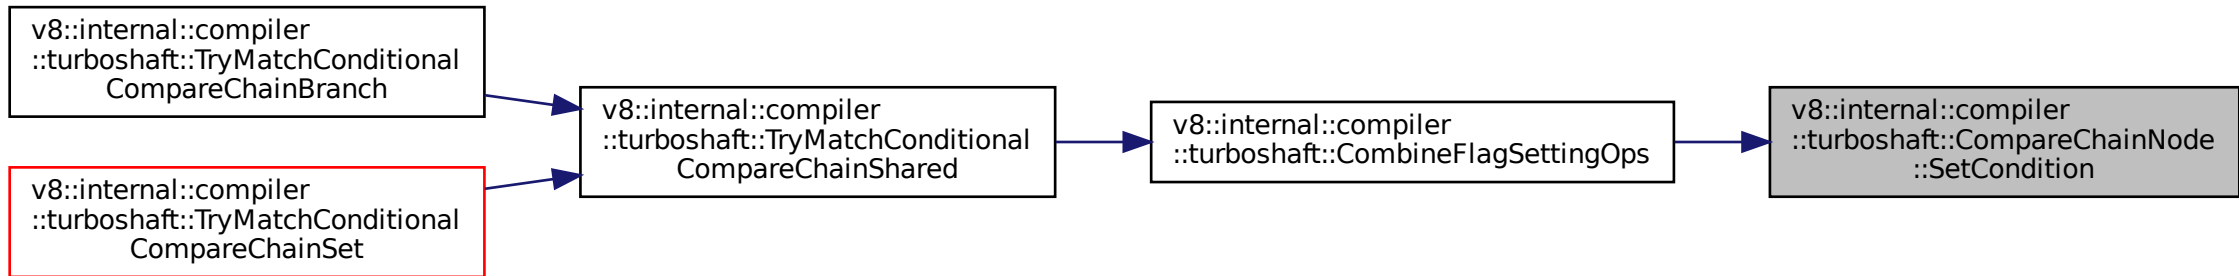 v8::internal::compiler
::turboshaft::TryMatchConditional
CompareChainBranch
v8::internal::compiler
::turboshaft::TryMatchConditional
CompareChainSet
v8::internal::compiler
::turboshaft::TryMatchConditional
CompareChainShared
v8::internal::compiler
::turboshaft::CombineFlagSettingOps
v8::internal::compiler
::turboshaft::CompareChainNode
::SetCondition